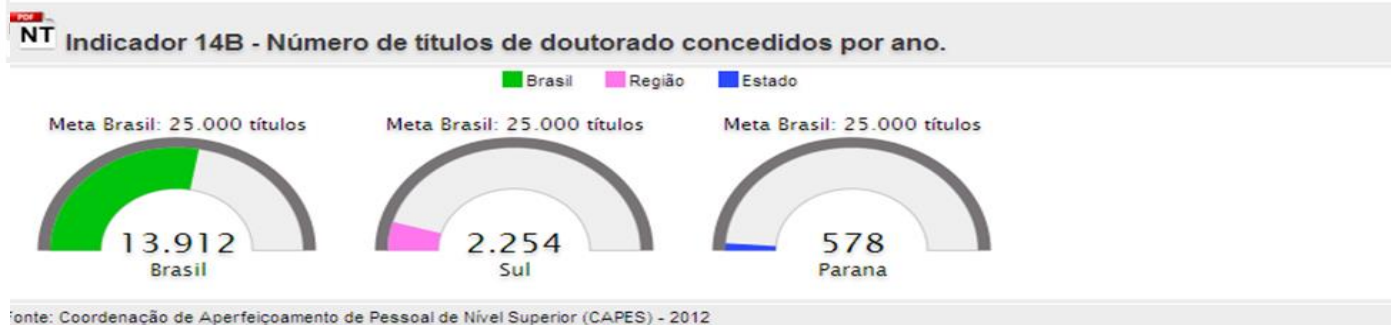 PDF
NT Indicador 14B - Número de títulos de doutorado concedidos por ano.
Brasil Região Estado
Meta Brasil: 25.000 títulos Meta Brasil: 25.000 títulos Meta Brasil: 25.000 títulos
13.912 2.254 578
Brasil Sul Parana
onte: Coordenação de Aperfeiçoamento de Pessoal de Nível Superior (CAPES) - 2012